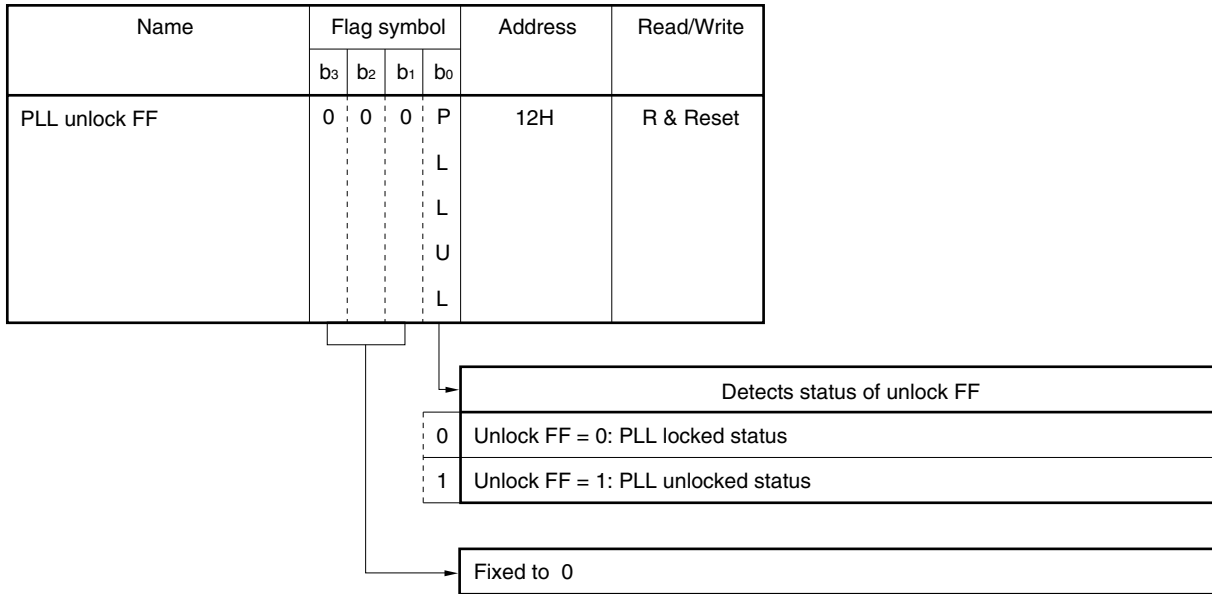 Name Flag symbol Address Read/Write
b3 b2 b1 b0
PLL unlock FF 0 0 0 P 12H R & Reset
L
L
U
L
Detects status of unlock FF
0 Unlock FF = 0: PLL locked status
1 Unlock FF = 1: PLL unlocked status
Fixed to 0